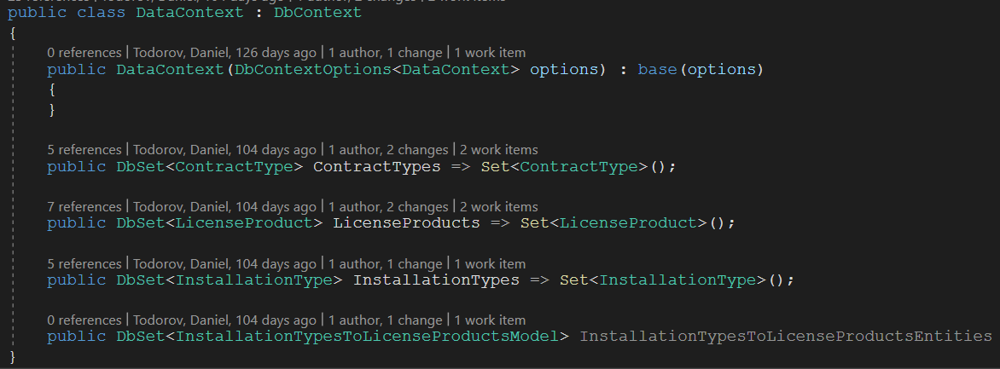 public class DataContext : DbContext
{
0 references | Todorov, Daniel, 126 days ago | 1 author, 1 change | 1 work item
public DataContext(DbContextOptions<DataContext> options) : base(options)
{
}
5 references | Todorov, Daniel, 104 days ago | 1 author, 2 changes | 2 work items
public DbSet<ContractType> ContractTypes => Set<ContractType>();
7 references | Todorov, Daniel, 104 days ago | 1 author, 2 changes | 2 work items
public DbSet<LicenseProduct> LicenseProducts => Set<LicenseProduct>();
5 references | Todorov, Daniel, 104 days ago | 1 author, 1 change | 1 work item
public DbSet<InstallationType> InstallationTypes => Set<InstallationType>();
0 references | Todorov, Daniel, 104 days ago | 1 author, 1 change | 1 work item
public DbSet<InstallationTypesToLicenseProductsModel> InstallationTypesToLicenseProductsEntities
}